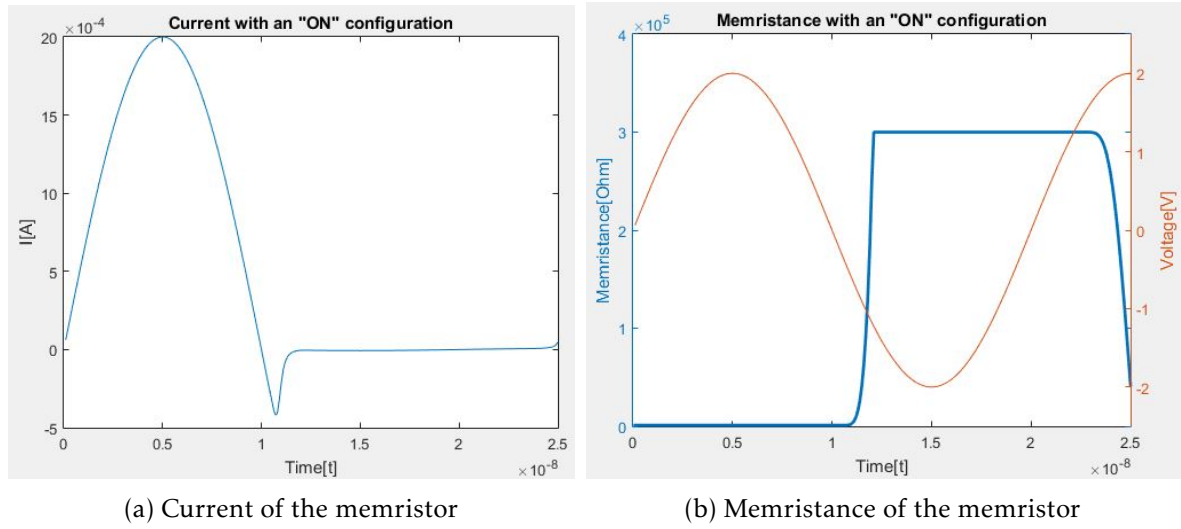 Current with an "ON" configuration
×10⁻⁴
20
15
10
5
0
-5
I[A]
0 0.5 1 1.5 2 2.5
Time[t]
×10⁻⁸
(a) Current of the memristor
Memristance with an "ON" configuration
×10⁵
4
3
2
1
0
Memristance[Ohm]
2
1
0
-1
-2
Voltage[V]
0 0.5 1 1.5 2 2.5
Time[t]
×10⁻⁸
(b) Memristance of the memristor